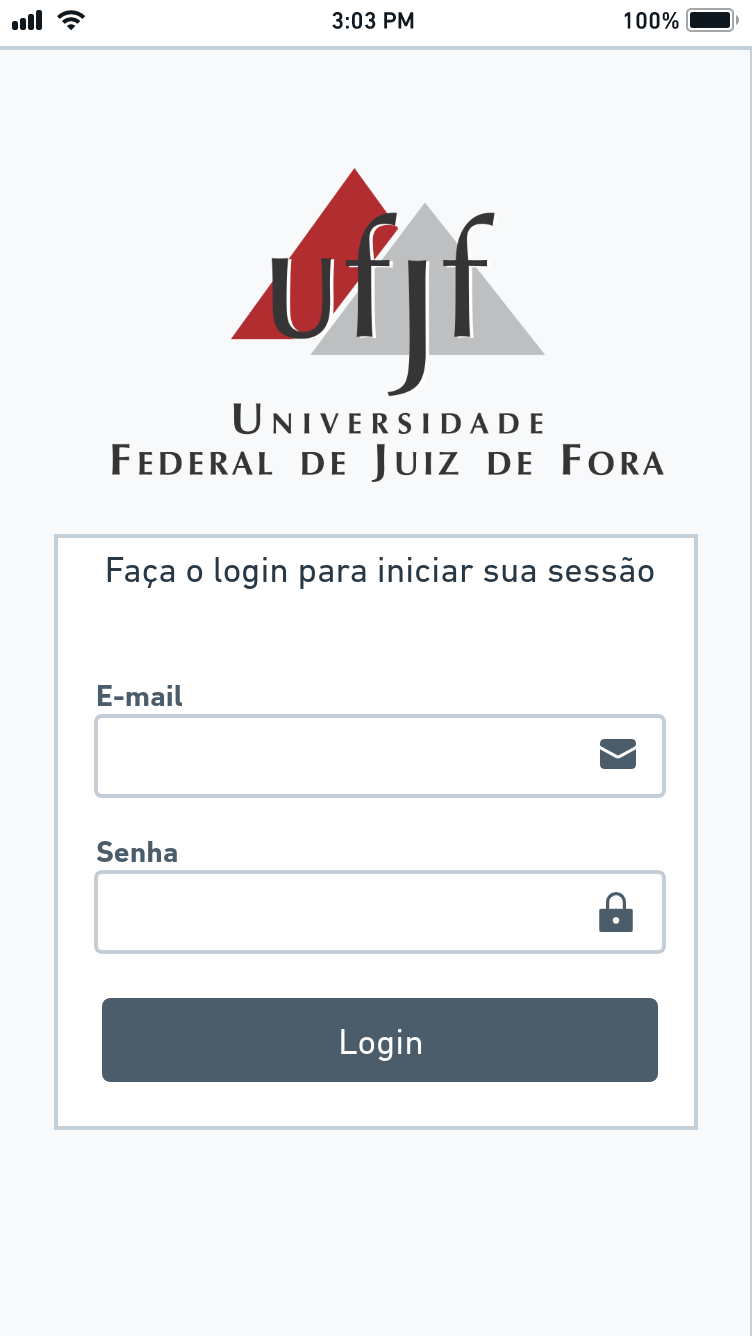 3:03 PM 100%
ufjf
UNIVERSIDADE
FEDERAL DE JUIZ DE FORA
Faça o login para iniciar sua sessão
E-mail
Senha
Login